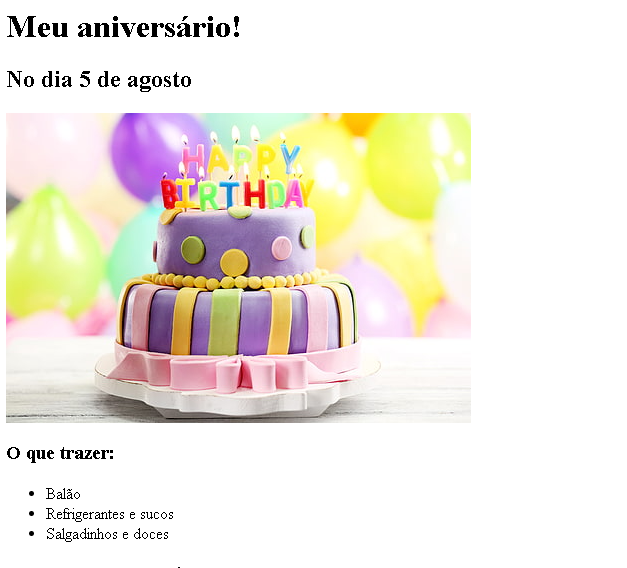 Meu aniversário!
No dia 5 de agosto
HAPPY
BIRTHDAY
O que trazer:
Balão
Refrigerantes e sucos
Salgadinhos e doces